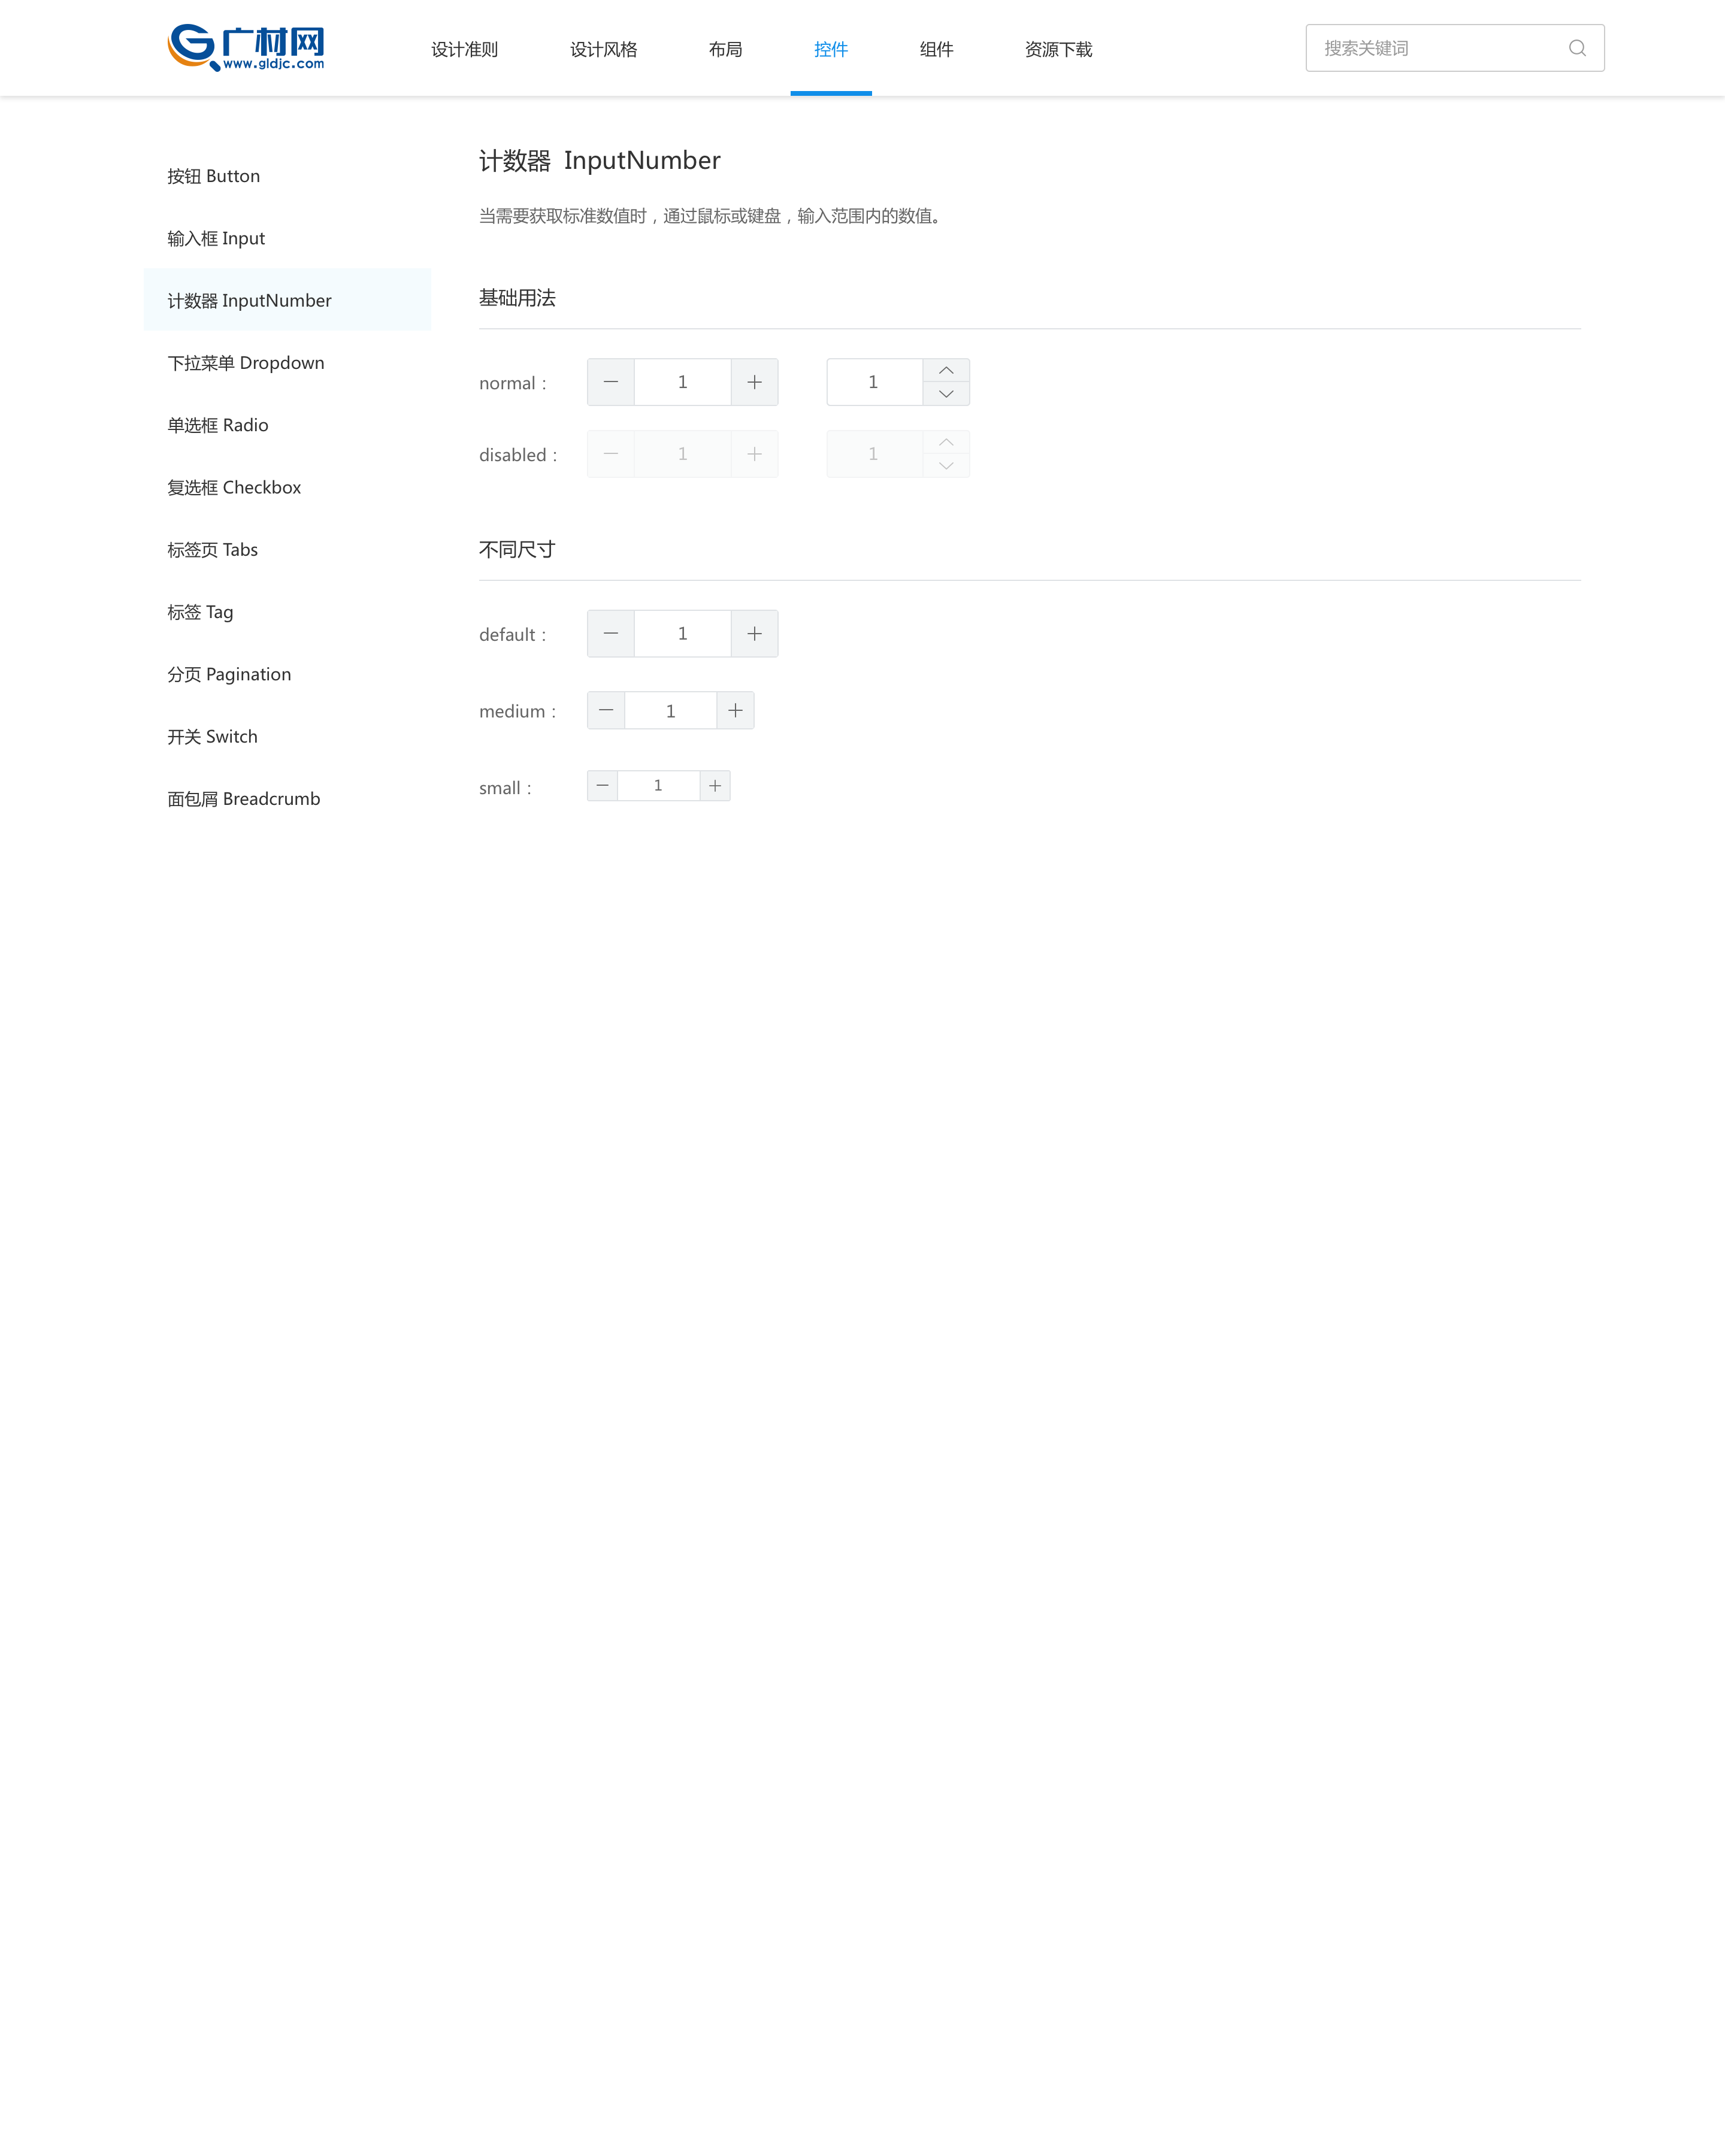 广材网
www.gldjc.com
设计准则 设计风格 布局 控件 组件 资源下载 搜索关键词
按钮 Button
输入框 Input
计数器 InputNumber
下拉菜单 Dropdown
单选框 Radio
复选框 Checkbox
标签页 Tabs
标签 Tag
分页 Pagination
开关 Switch
面包屑 Breadcrumb
计数器 InputNumber
当需要获取标准数值时，通过鼠标或键盘，输入范围内的数值。
基础用法
normal： 1 1
disabled： 1 1
不同尺寸
default： 1
medium： 1
small： 1